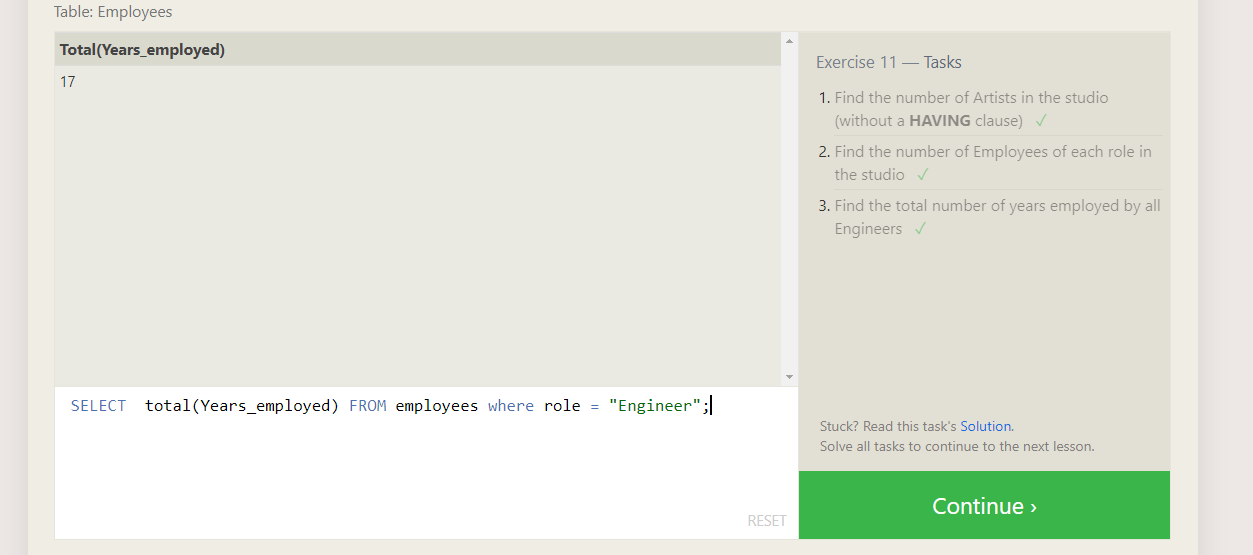 Table: Employees
Total(Years_employed)
17
SELECT  total(Years_employed) FROM employees where role = "Engineer";
RESET
Exercise 11 — Tasks
1. Find the number of Artists in the studio
(without a HAVING clause) ✓
2. Find the number of Employees of each role in
the studio ✓
3. Find the total number of years employed by all
Engineers ✓
Stuck? Read this task's Solution.
Solve all tasks to continue to the next lesson.
Continue ›